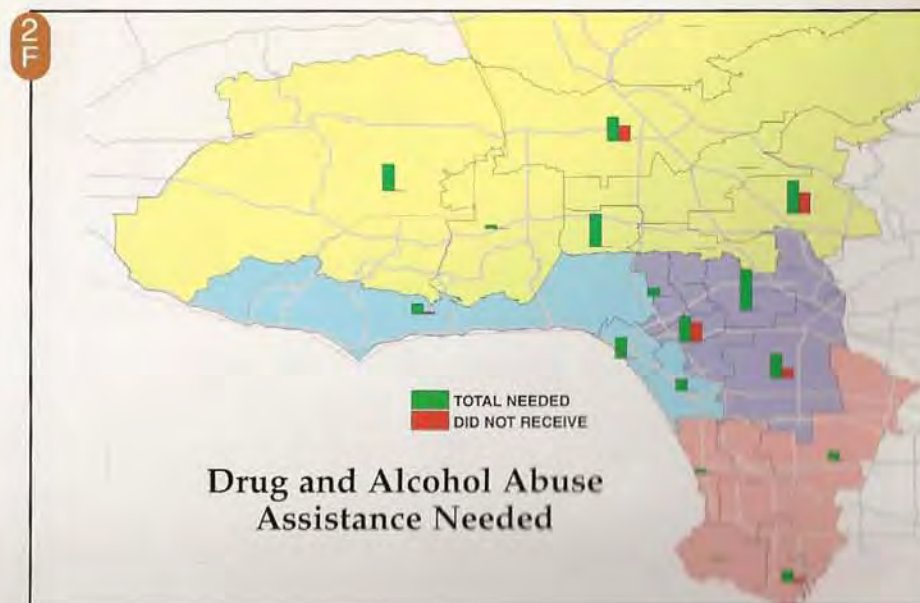 2
F
TOTAL NEEDED
DID NOT RECEIVE
Drug and Alcohol Abuse
Assistance Needed